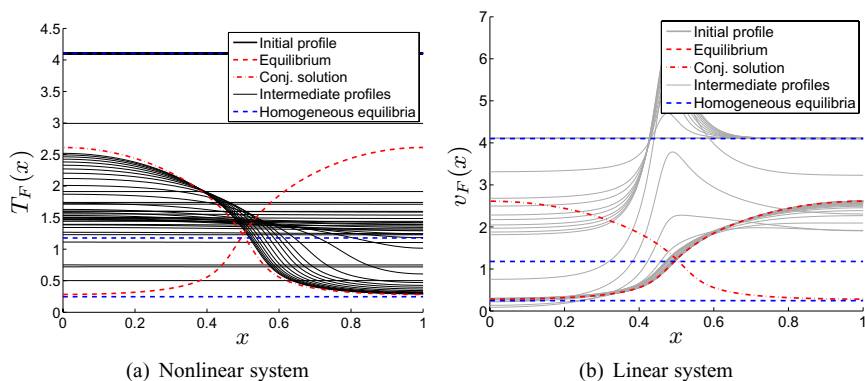 4.5
4
3.5
3
2.5
2
1.5
1
0.5
0
T_F(x)
0
0.2
0.4
0.6
0.8
1
x
Initial profile
Equilibrium
Conj. solution
Intermediate profiles
Homogeneous equilibria
(a) Nonlinear system
7
6
5
4
3
2
1
0
v_F(x)
0
0.2
0.4
0.6
0.8
1
x
Initial profile
Equilibrium
Conj. solution
Intermediate profiles
Homogeneous equilibria
(b) Linear system